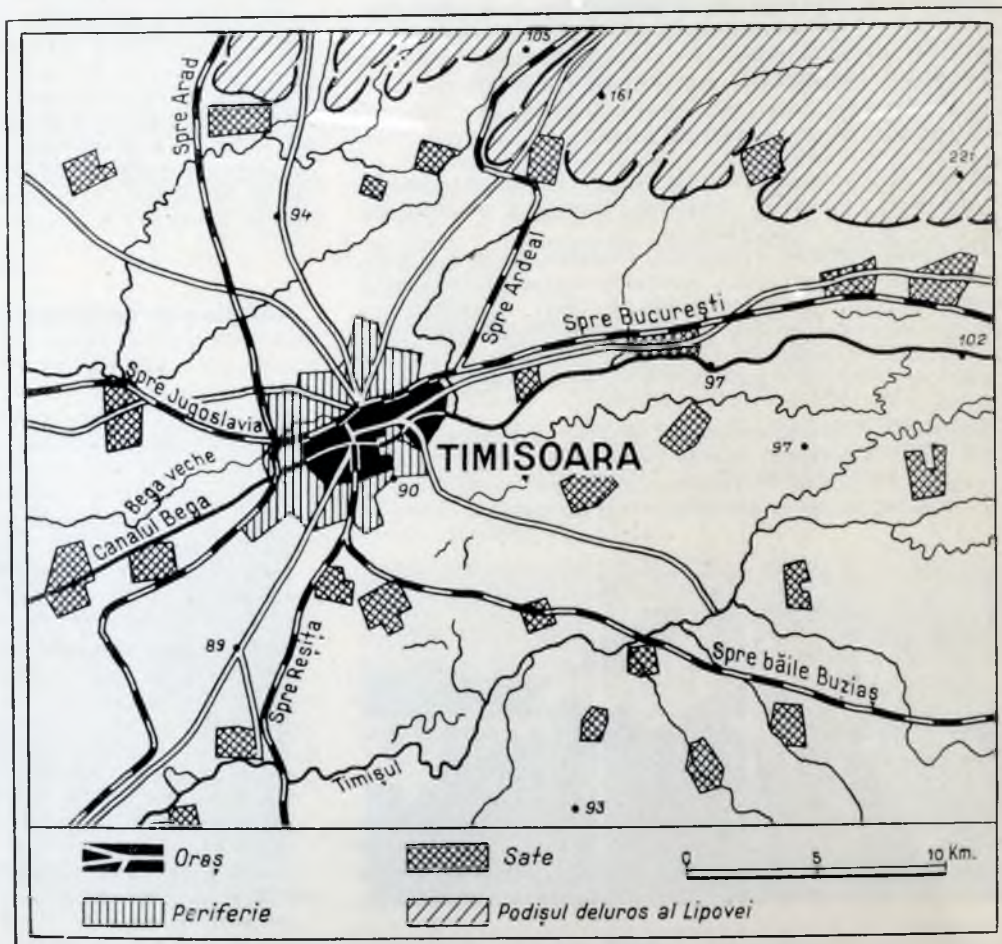 105
161
221
Spre Arad
94
Spre Ardeal
Spre București
102
97
Spre Jugoslavia
TIMISOARA
97
90
Bega veche
Canalul Bega
89
Spre Reșița
Spre băile Buziaș
Timișul
93
Oraș
Sate
0 5 10 Km.
Periferie
Podișul deluros al Lipovei